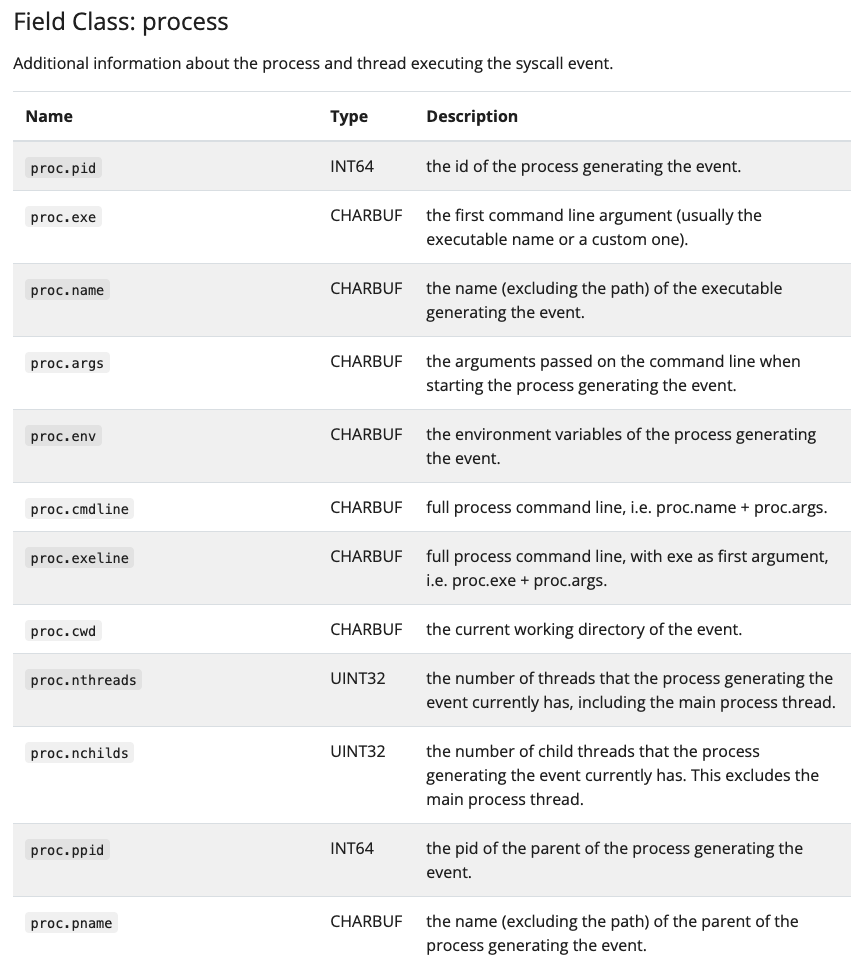 Field Class: process
Additional information about the process and thread executing the syscall event.
Name Type Description
proc.pid INT64 the id of the process generating the event.
proc.exe CHARBUF the first command line argument (usually the
executable name or a custom one).
proc.name CHARBUF the name (excluding the path) of the executable
generating the event.
proc.args CHARBUF the arguments passed on the command line when
starting the process generating the event.
proc.env CHARBUF the environment variables of the process generating
the event.
proc.cmdline CHARBUF full process command line, i.e. proc.name + proc.args.
proc.exeline CHARBUF full process command line, with exe as first argument,
i.e. proc.exe + proc.args.
proc.cwd CHARBUF the current working directory of the event.
proc.nthreads UINT32 the number of threads that the process generating the
event currently has, including the main process thread.
proc.nchilds UINT32 the number of child threads that the process
generating the event currently has. This excludes the
main process thread.
proc.ppid INT64 the pid of the parent of the process generating the
event.
proc.pname CHARBUF the name (excluding the path) of the parent of the
process generating the event.